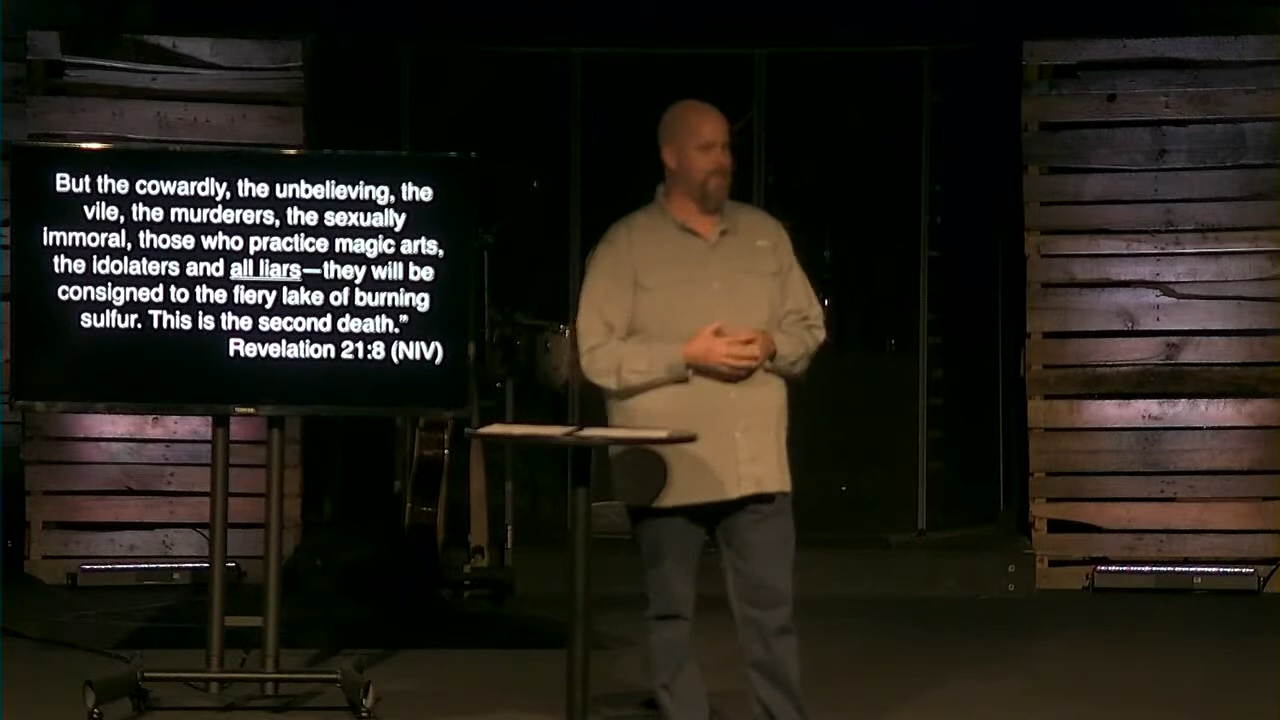 But the cowardly, the unbelieving, the
vile, the murderers, the sexually
immoral, those who practice magic arts,
the idolaters and all liars—they will be
consigned to the fiery lake of burning
sulfur. This is the second death.”
Revelation 21:8 (NIV)